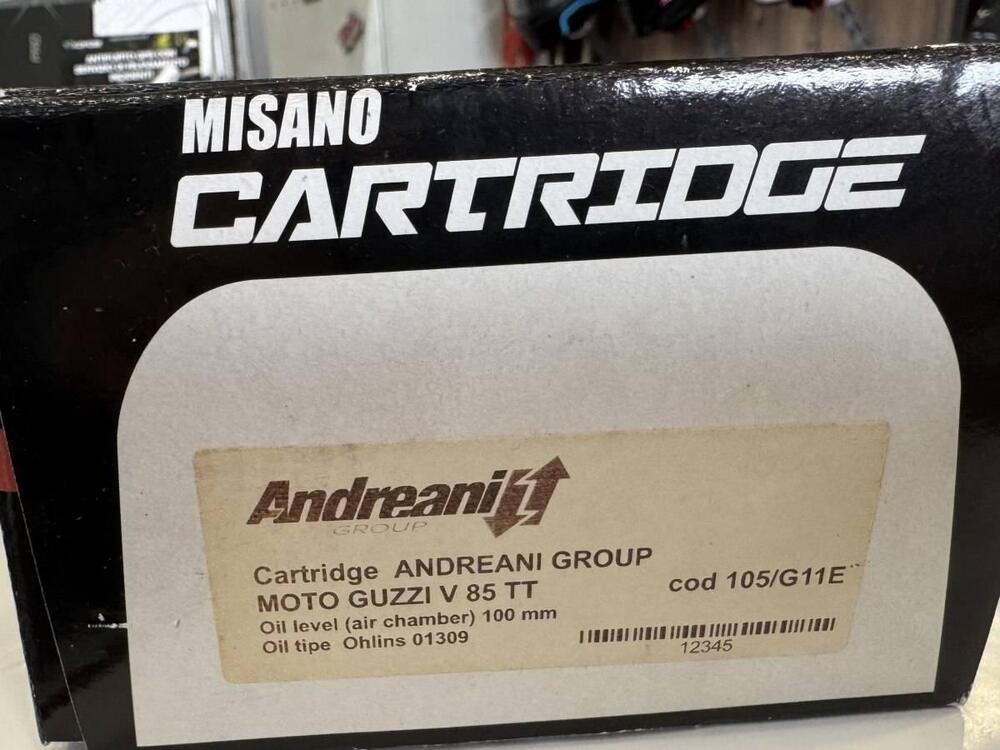 MISANO
CARTRIDGE
Andreani
GROUP
Cartridge ANDREANI GROUP
MOTO GUZZI V 85 TT
cod 105/G11E
Oil level (air chamber) 100 mm
Oil tipe Ohlins 01309
12345